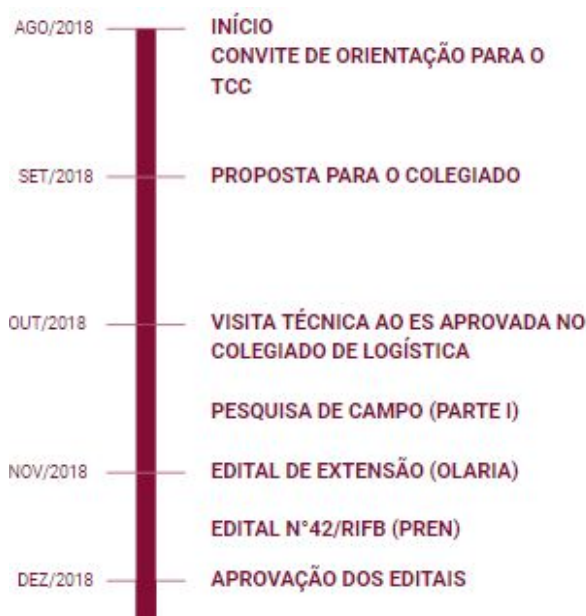 AGO/2018
INÍCIO
CONVITE DE ORIENTAÇÃO PARA O
TCC
SET/2018
PROPOSTA PARA O COLEGIADO
OUT/2018
VISITA TÉCNICA AO ES APROVADA NO
COLEGIADO DE LOGÍSTICA
PESQUISA DE CAMPO (PARTE I)
NOV/2018
EDITAL DE EXTENSÃO (OLARIA)
EDITAL N°42/RIFB (PREN)
DEZ/2018
APROVAÇÃO DOS EDITAIS